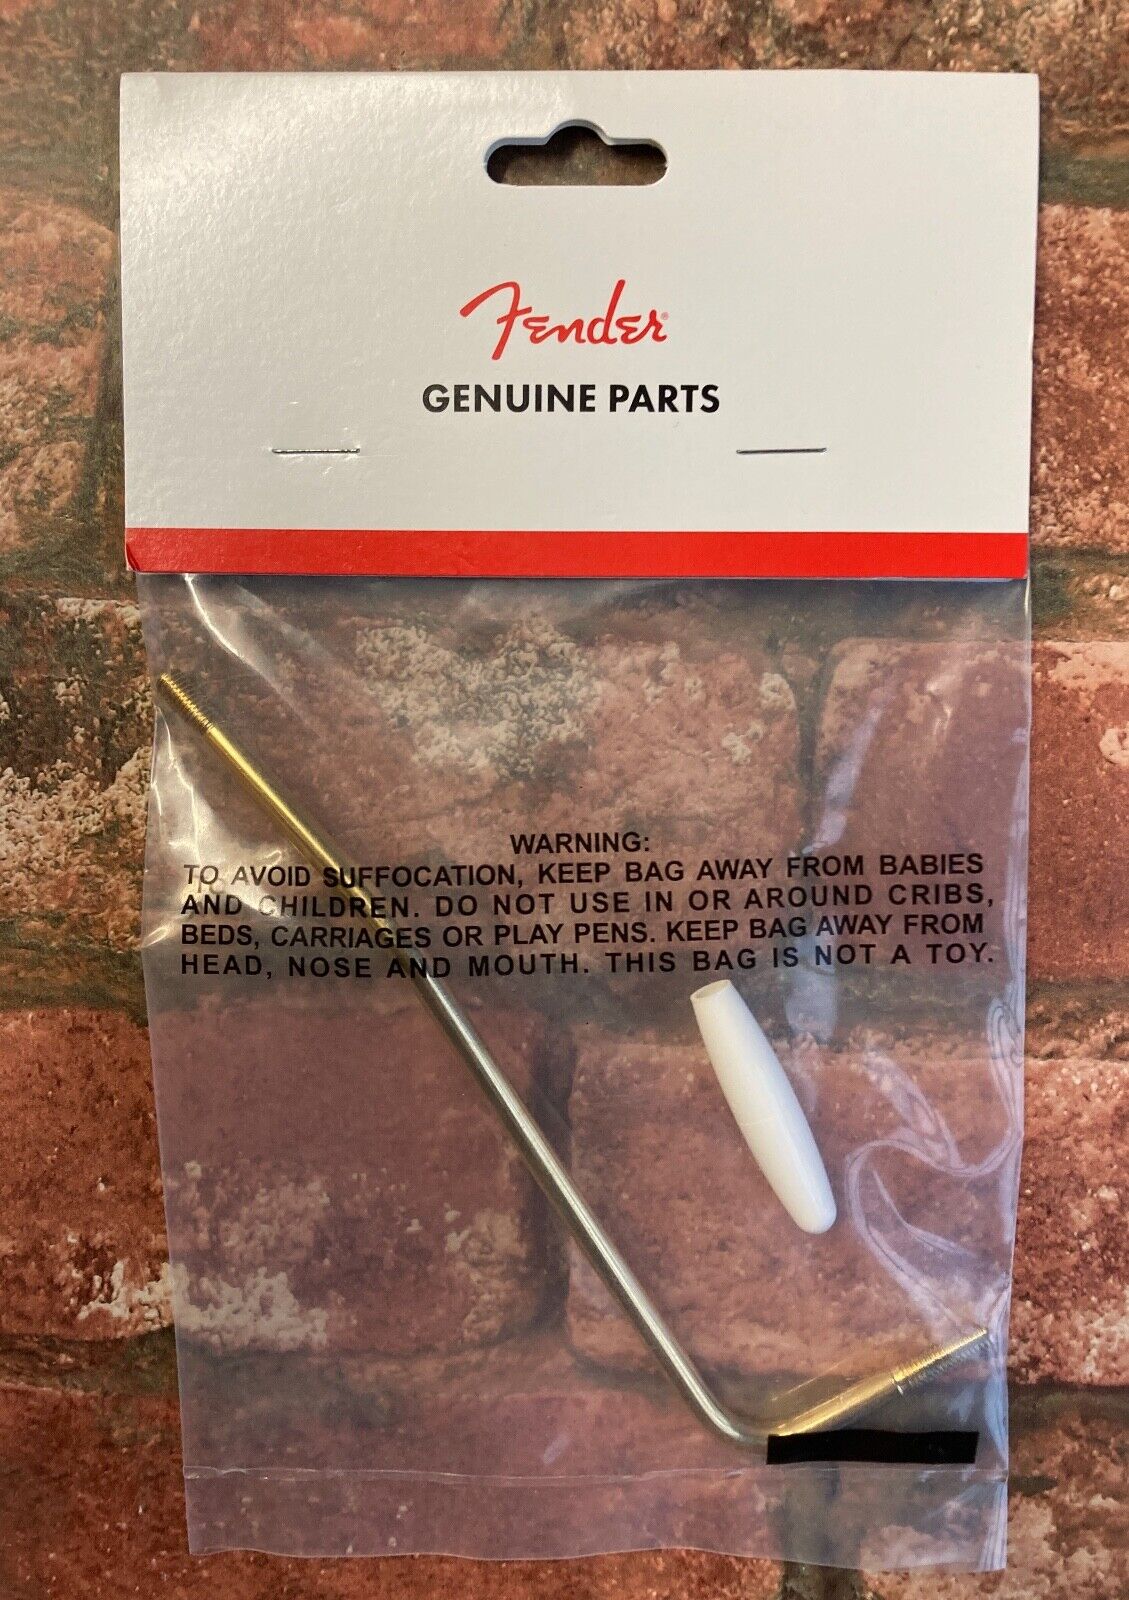 Fender®
GENUINE PARTS
WARNING:
TO AVOID SUFFOCATION, KEEP BAG AWAY FROM BABIES
AND CHILDREN. DO NOT USE IN OR AROUND CRIBS,
BEDS, CARRIAGES OR PLAY PENS. KEEP BAG AWAY FROM
HEAD, NOSE AND MOUTH. THIS BAG IS NOT A TOY.